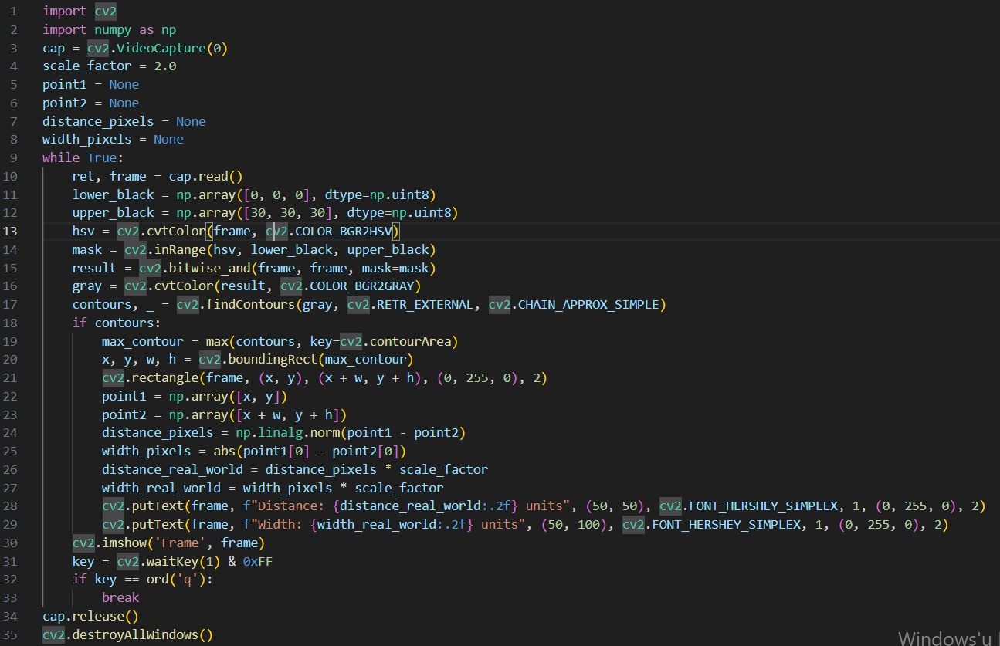 1 import cv2
2 import numpy as np
3 cap = cv2.VideoCapture(0)
4 scale_factor = 2.0
5 point1 = None
6 point2 = None
7 distance_pixels = None
8 width_pixels = None
9 while True:
10     ret, frame = cap.read()
11     lower_black = np.array([0, 0, 0], dtype=np.uint8)
12     upper_black = np.array([30, 30, 30], dtype=np.uint8)
13     hsv = cv2.cvtColor(frame, cv2.COLOR_BGR2HSV)
14     mask = cv2.inRange(hsv, lower_black, upper_black)
15     result = cv2.bitwise_and(frame, frame, mask=mask)
16     gray = cv2.cvtColor(result, cv2.COLOR_BGR2GRAY)
17     contours, _ = cv2.findContours(gray, cv2.RETR_EXTERNAL, cv2.CHAIN_APPROX_SIMPLE)
18     if contours:
19         max_contour = max(contours, key=cv2.contourArea)
20         x, y, w, h = cv2.boundingRect(max_contour)
21         cv2.rectangle(frame, (x, y), (x + w, y + h), (0, 255, 0), 2)
22         point1 = np.array([x, y])
23         point2 = np.array([x + w, y + h])
24         distance_pixels = np.linalg.norm(point1 - point2)
25         width_pixels = abs(point1[0] - point2[0])
26         distance_real_world = distance_pixels * scale_factor
27         width_real_world = width_pixels * scale_factor
28         cv2.putText(frame, f"Distance: {distance_real_world:.2f} units", (50, 50), cv2.FONT_HERSHEY_SIMPLEX, 1, (0, 255, 0), 2)
29         cv2.putText(frame, f"Width: {width_real_world:.2f} units", (50, 100), cv2.FONT_HERSHEY_SIMPLEX, 1, (0, 255, 0), 2)
30     cv2.imshow('Frame', frame)
31     key = cv2.waitKey(1) & 0xFF
32     if key == ord('q'):
33         break
34 cap.release()
35 cv2.destroyAllWindows()
Windows'u